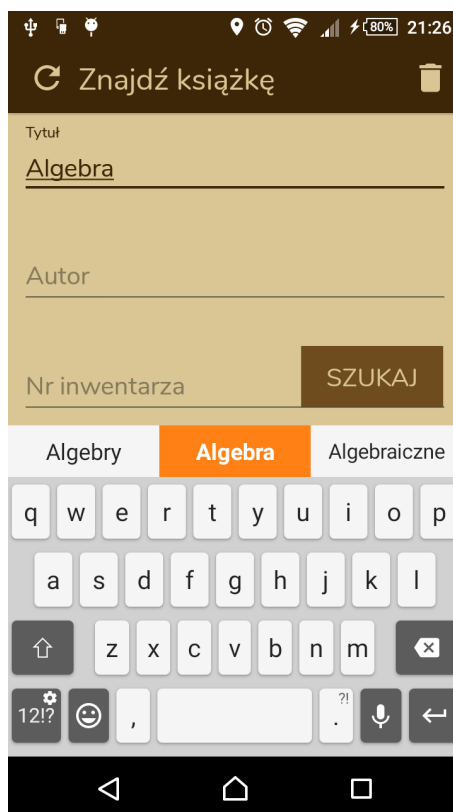 80% 21:26
Znajdź książkę
Tytuł
Algebra
Autor
Nr inwentarza SZUKAJ
Algebry Algebra Algebraiczne
q w e r t y u i o p
a s d f g h j k l
z x c v b n m
12!? , . ?!